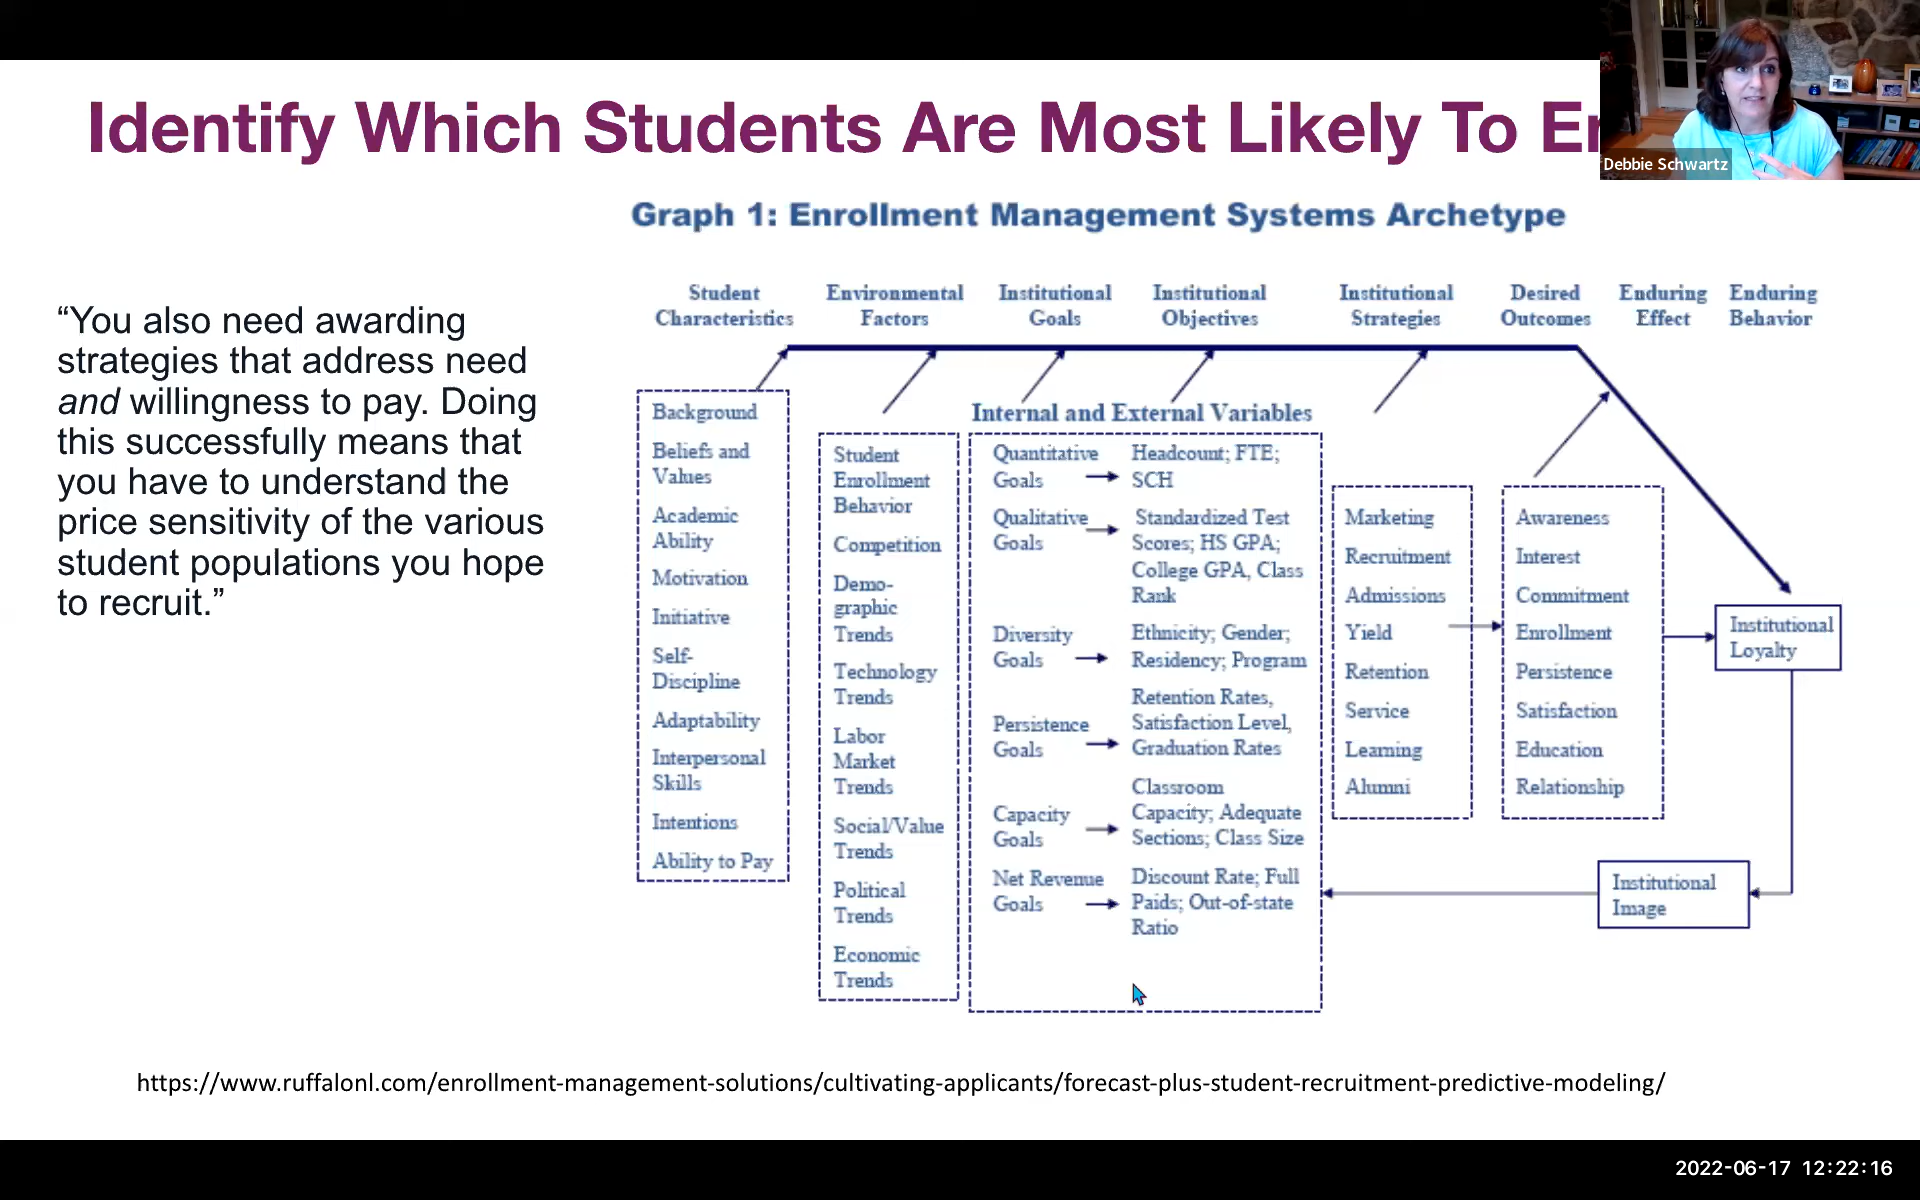 Identify Which Students Are Most Likely To
Debbie Schwartz
Graph 1: Enrollment Management Systems Archetype
“You also need awarding
strategies that address need
and willingness to pay. Doing
this successfully means that
you have to understand the
price sensitivity of the various
student populations you hope
to recruit.”
Student
Characteristics
Environmental
Factors
Institutional
Goals
Institutional
Objectives
Institutional
Strategies
Desired
Outcomes
Enduring
Effect
Enduring
Behavior
Background
Beliefs and
Values
Academic
Ability
Motivation
Initiative
Self-
Discipline
Adaptability
Interpersonal
Skills
Intentions
Ability to Pay
Student
Enrollment
Behavior
Competition
Demo-
graphic
Trends
Technology
Trends
Labor
Market
Trends
Social/Value
Trends
Political
Trends
Economic
Trends
Internal and External Variables
Quantitative
Goals
Headcount; FTE;
SCH
Qualitative
Goals
Standardized Test
Scores; HS GPA;
College GPA, Class
Rank
Diversity
Goals
Ethnicity; Gender;
Residency; Program
Persistence
Goals
Retention Rates,
Satisfaction Level,
Graduation Rates
Capacity
Goals
Classroom
Capacity; Adequate
Sections; Class Size
Net Revenue
Goals
Discount Rate; Full
Paids; Out-of-state
Ratio
Marketing
Recruitment
Admissions
Yield
Retention
Service
Learning
Alumni
Awareness
Interest
Commitment
Enrollment
Persistence
Satisfaction
Education
Relationship
Institutional
Loyalty
Institutional
Image
https://www.ruffalonl.com/enrollment-management-solutions/cultivating-applicants/forecast-plus-student-recruitment-predictive-modeling/
2022-06-17 12:22:16